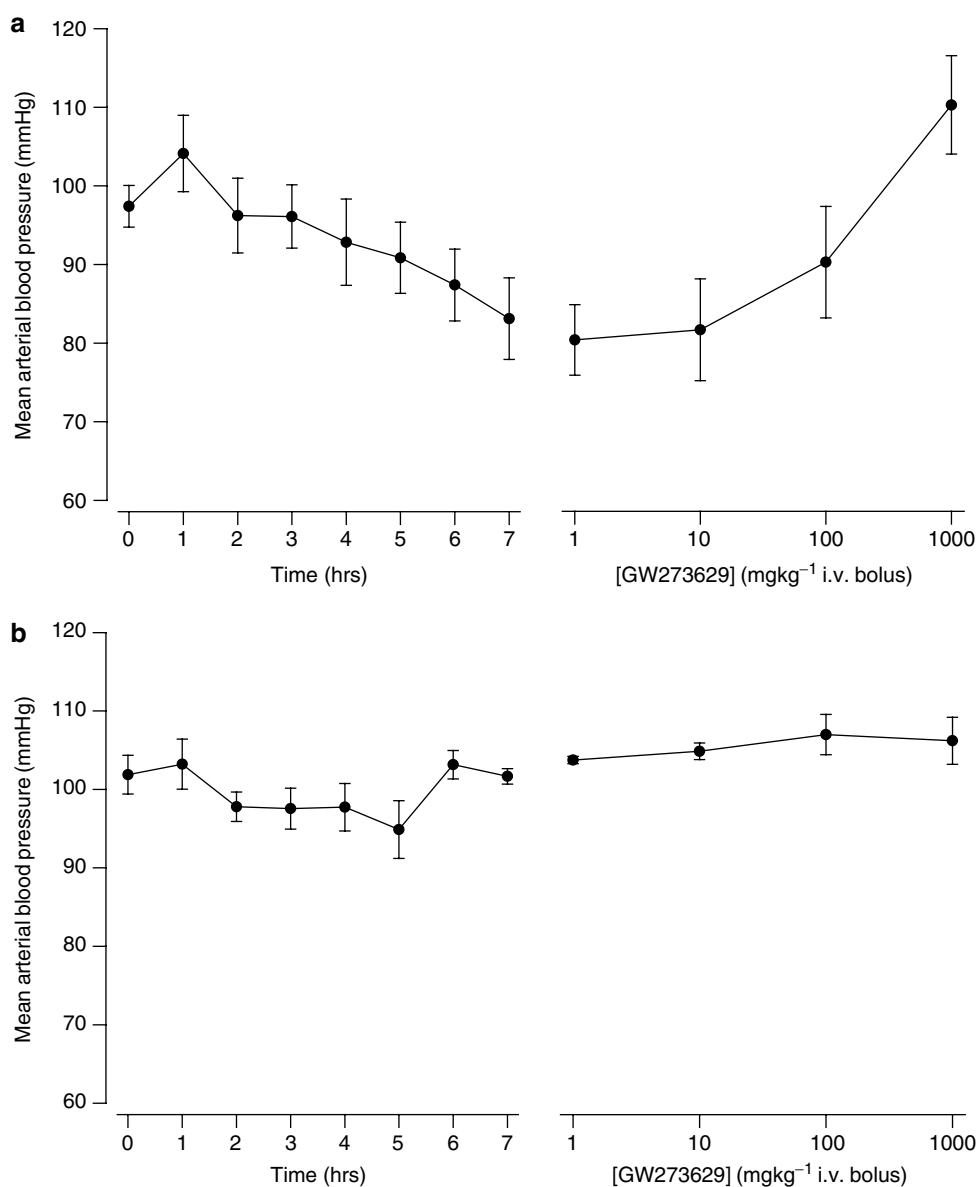 a
Mean arterial blood pressure (mmHg)
120
110
100
90
80
70
60
0 1 2 3 4 5 6 7
Time (hrs)
1 10 100 1000
[GW273629] (mgkg⁻¹ i.v. bolus)
b
Mean arterial blood pressure (mmHg)
120
110
100
90
80
70
60
0 1 2 3 4 5 6 7
Time (hrs)
1 10 100 1000
[GW273629] (mgkg⁻¹ i.v. bolus)